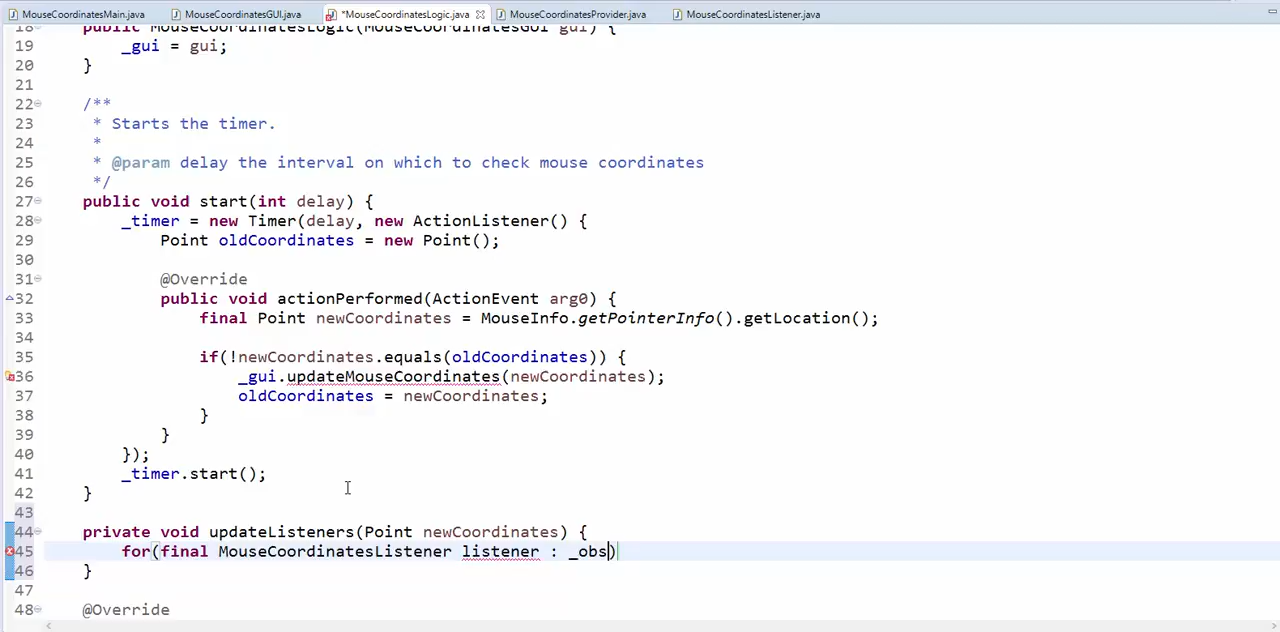 MouseCoordinatesMain.java MouseCoordinatesGUI.java *MouseCoordinatesLogic.java MouseCoordinatesProvider.java MouseCoordinatesListener.java
18 public MouseCoordinatesLogic(MouseCoordinatesGUI gui) {
19 _gui = gui;
20 }
21
22 /**
23 * Starts the timer.
24 *
25 * @param delay the interval on which to check mouse coordinates
26 */
27 public void start(int delay) {
28 _timer = new Timer(delay, new ActionListener() {
29 Point oldCoordinates = new Point();
30
31 @Override
32 public void actionPerformed(ActionEvent arg0) {
33 final Point newCoordinates = MouseInfo.getPointerInfo().getLocation();
34
35 if(!newCoordinates.equals(oldCoordinates)) {
36 _gui.updateMouseCoordinates(newCoordinates);
37 oldCoordinates = newCoordinates;
38 }
39 }
40 });
41 _timer.start();
42 }
43
44 private void updateListeners(Point newCoordinates) {
45 for(final MouseCoordinatesListener listener : _obs)
46 }
47
48 @Override